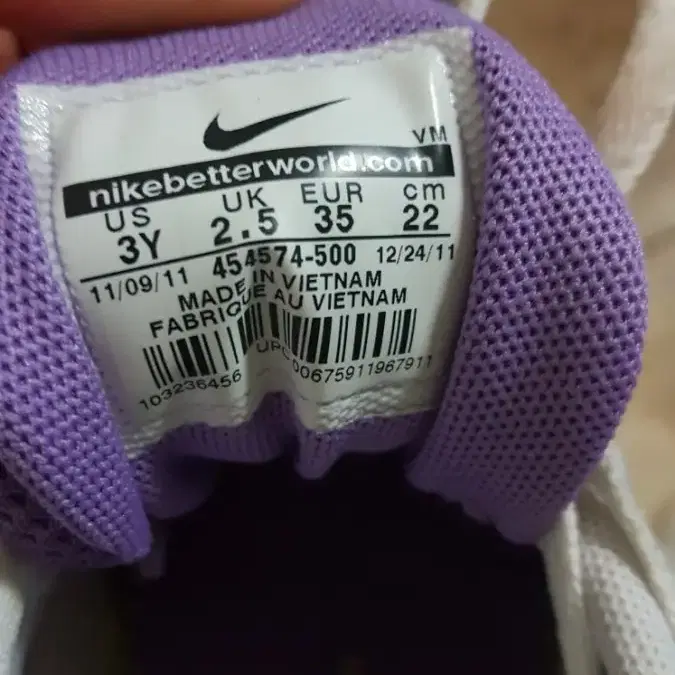 VM
nikebetterworld.com
US UK EUR cm
3Y 2.5 35 22
11/09/11 454574-500 12/24/11
MADE IN VIETNAM
FABRIQUE AU VIETNAM
103236456 UPC 00675911967911